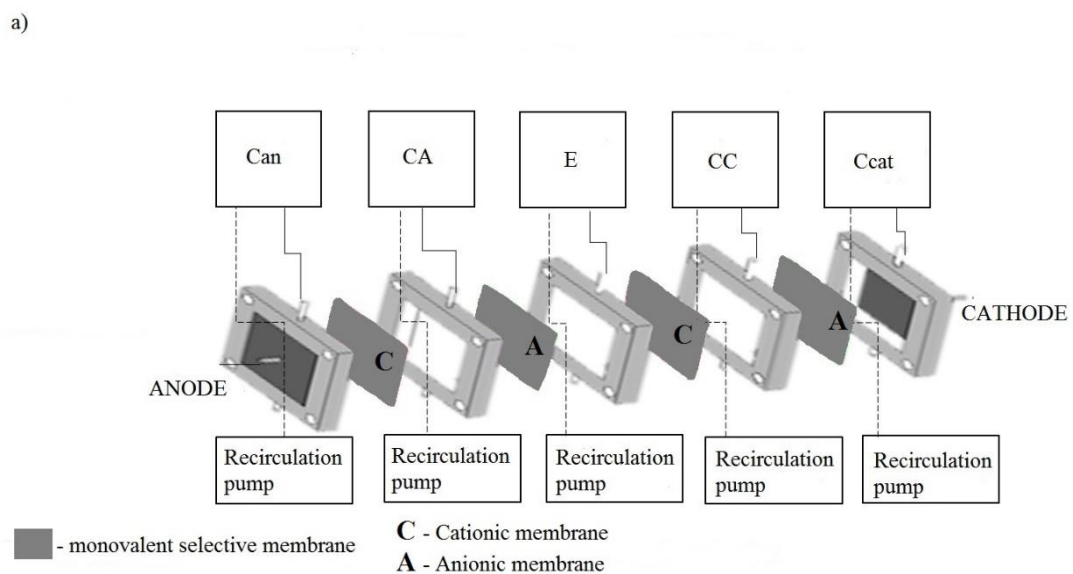 a)
Can
CA
E
CC
Ccat
C
A
C
A
CATHODE
ANODE
Recirculation
pump
Recirculation
pump
Recirculation
pump
Recirculation
pump
Recirculation
pump
- monovalent selective membrane
C - Cationic membrane
A - Anionic membrane